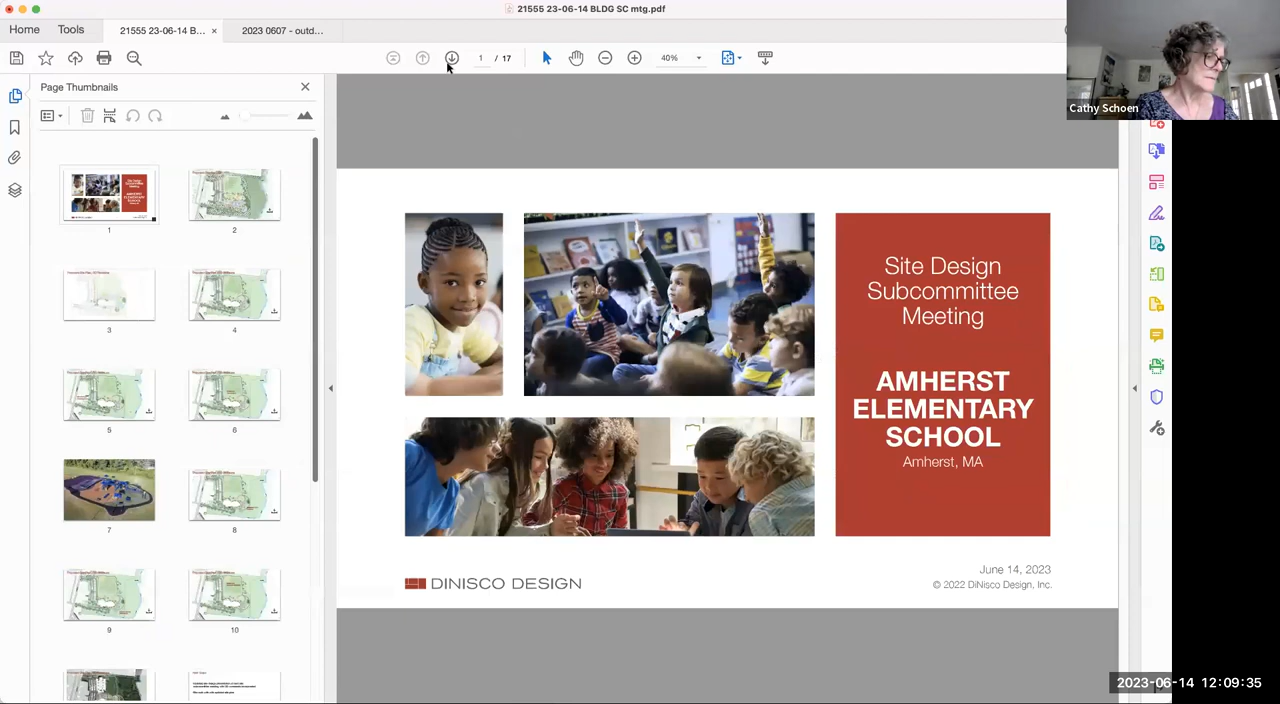 21555 23-06-14 BLDG SC mtg.pdf
Home
Tools
21555 23-06-14 B... ×
2023 0607 - outd...
1 / 17
40%
Cathy Schoen
Page Thumbnails
1
2
3
4
5
6
7
8
9
10
Site Design
Subcommittee
Meeting
AMHERST
ELEMENTARY
SCHOOL
Amherst, MA
DINISCO DESIGN
June 14, 2023
© 2022 DiNisco Design, Inc.
2023-06-14 12:09:35